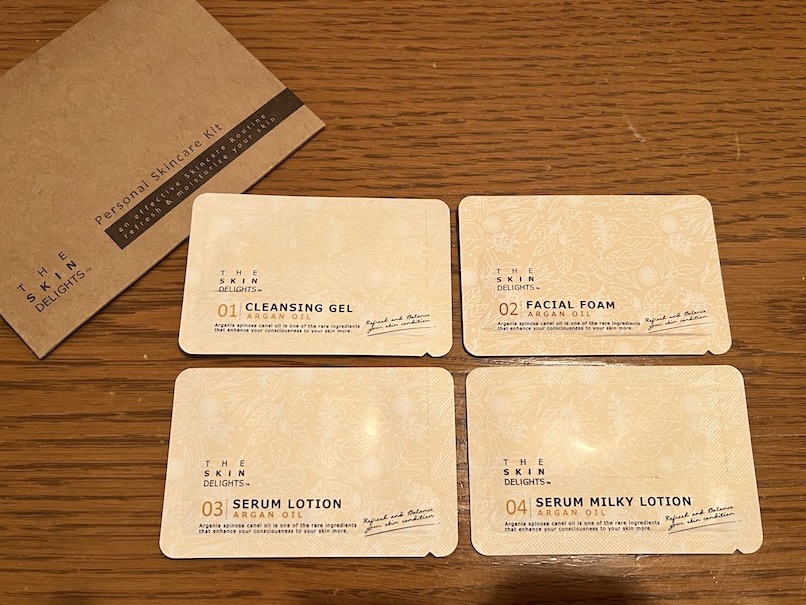 Personal Skincare Kit
an effective Skincare Routine
refresh & moisturize your skin
THE
SKIN
DELIGHTS™
THE
SKIN
DELIGHTS™
01 CLEANSING GEL
ARGAN OIL
Argania spinosa canel oil is one of the rare ingredients
that enhance your consciousness to your skin more.
Refresh and Balance
your skin condition
THE
SKIN
DELIGHTS™
02 FACIAL FOAM
ARGAN OIL
Argania spinosa canel oil is one of the rare ingredients
that enhance your consciousness to your skin more.
Refresh and Balance
your skin condition
THE
SKIN
DELIGHTS™
03 SERUM LOTION
ARGAN OIL
Argania spinosa canel oil is one of the rare ingredients
that enhance your consciousness to your skin more.
Refresh and Balance
your skin condition
THE
SKIN
DELIGHTS™
04 SERUM MILKY LOTION
ARGAN OIL
Argania spinosa canel oil is one of the rare ingredients
that enhance your consciousness to your skin more.
Refresh and Balance
your skin condition